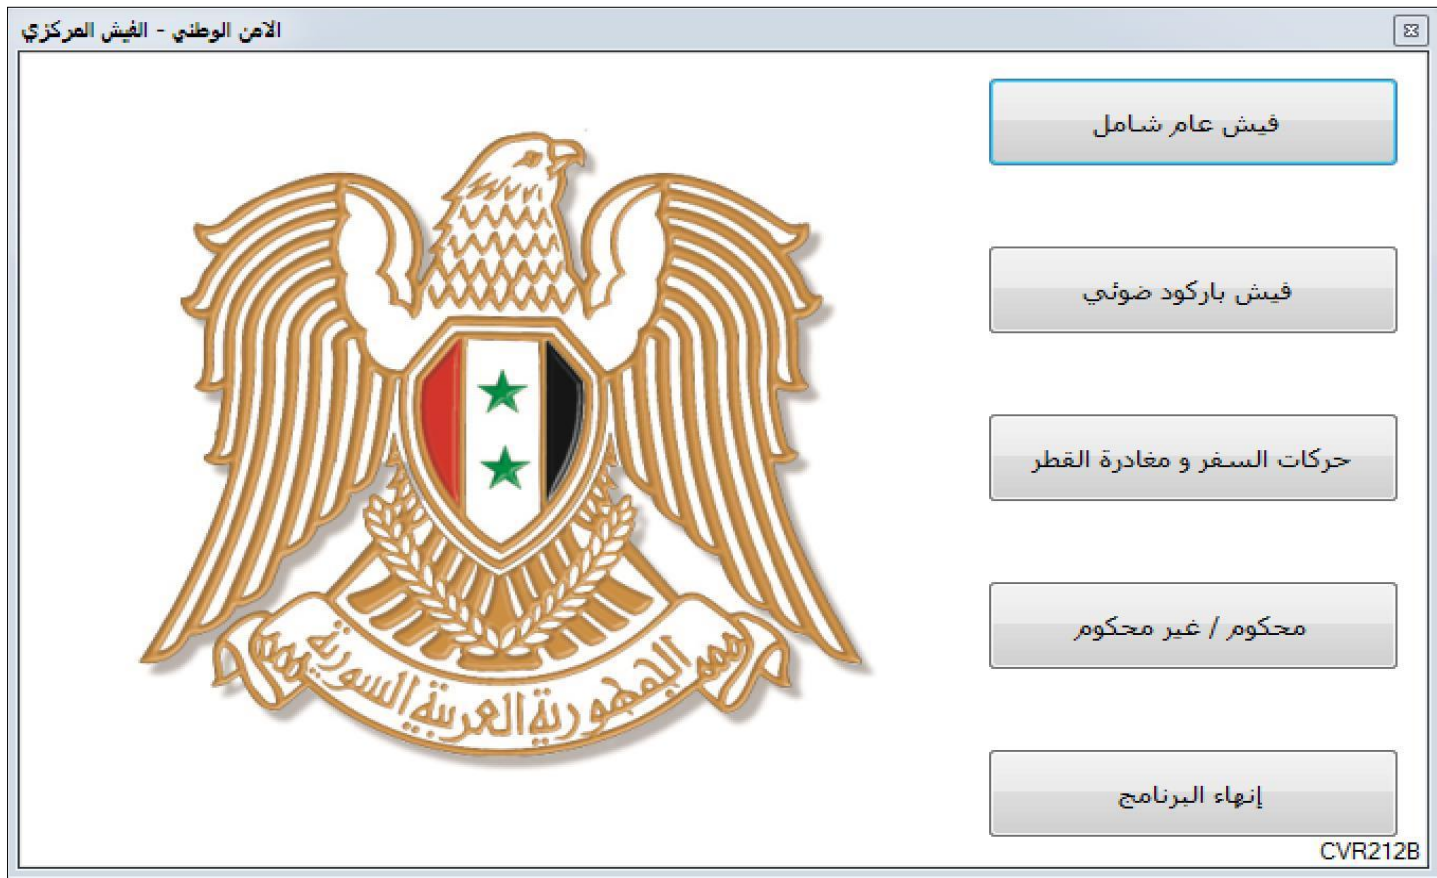 الامن الوطني - الفيش المركزي
فيش عام شامل
فيش باركود ضوئي
حركات السفر و مغادرة القطر
محكوم / غير محكوم
إنهاء البرنامج
CVR212B
الجمهورية العربية السورية